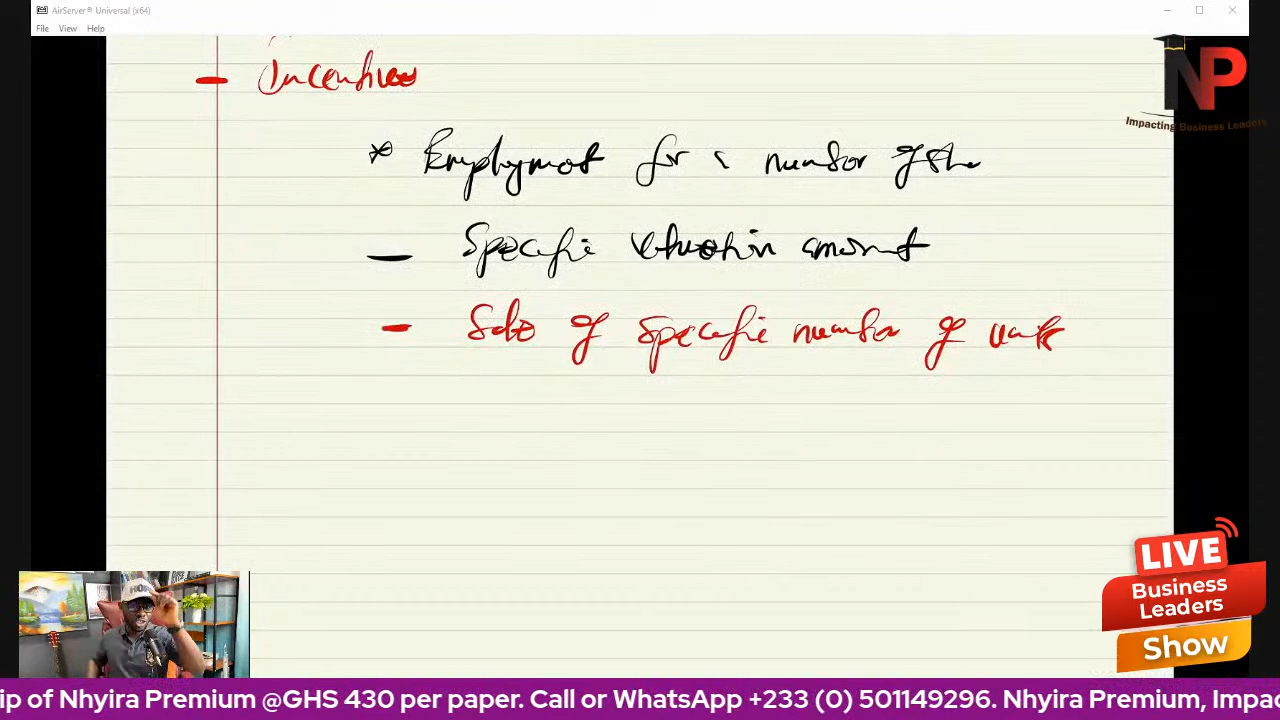 AirServer® Universal (x64)
File View Help
NP
Impacting Business Leaders
- Incentives
* Employment for a number of the
- Specific amount
- Sale of specific number of units
LIVE
Business
Leaders
Show
ip of Nhyira Premium @GHS 430 per paper. Call or WhatsApp +233 (0) 501149296. Nhyira Premium, Impac